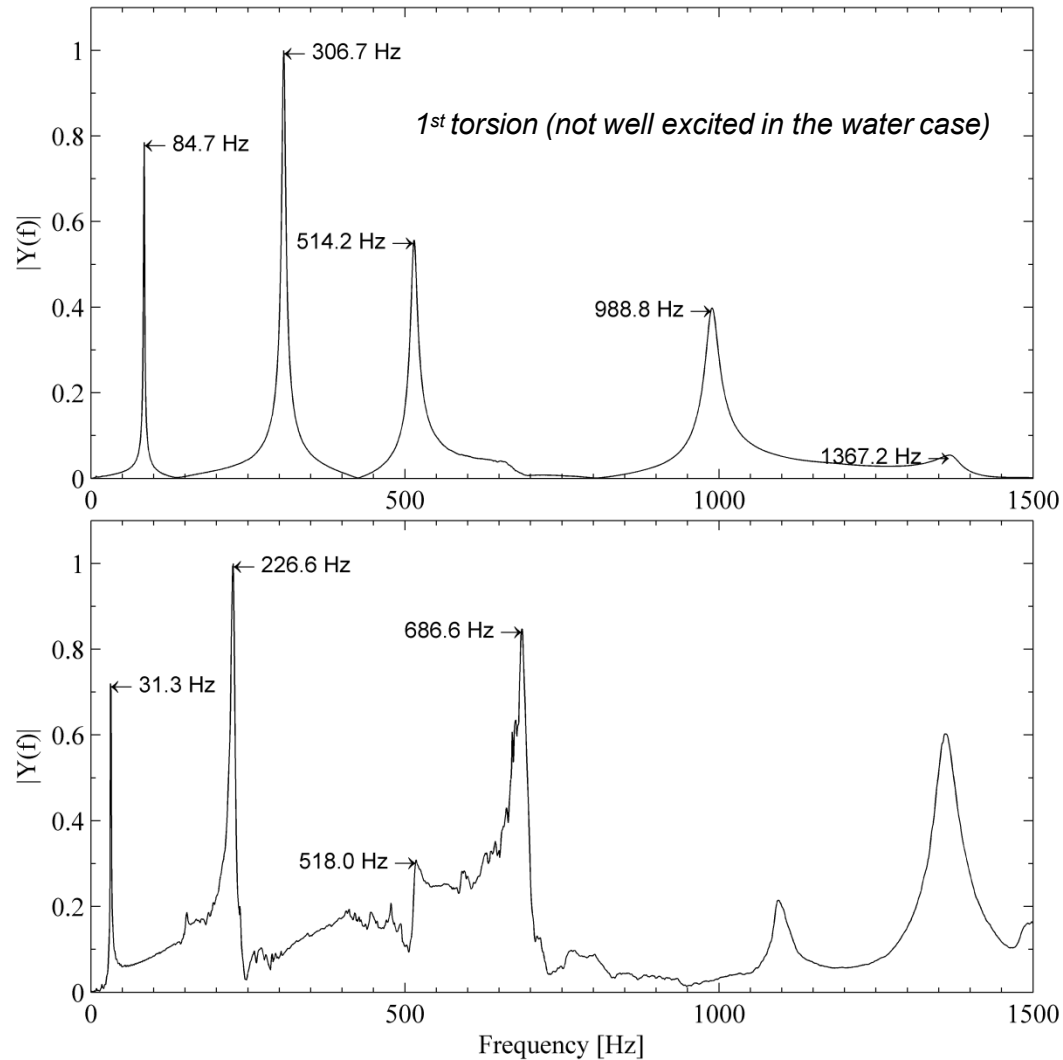 1
306.7 Hz
1st torsion (not well excited in the water case)
0.8
84.7 Hz
0.6
514.2 Hz
|Y(f)|
0.4
988.8 Hz
0.2
1367.2 Hz
0
0 500 1000 1500
1
226.6 Hz
0.8
686.6 Hz
31.3 Hz
0.6
|Y(f)|
0.4
518.0 Hz
0.2
0
0 500 1000 1500
Frequency [Hz]